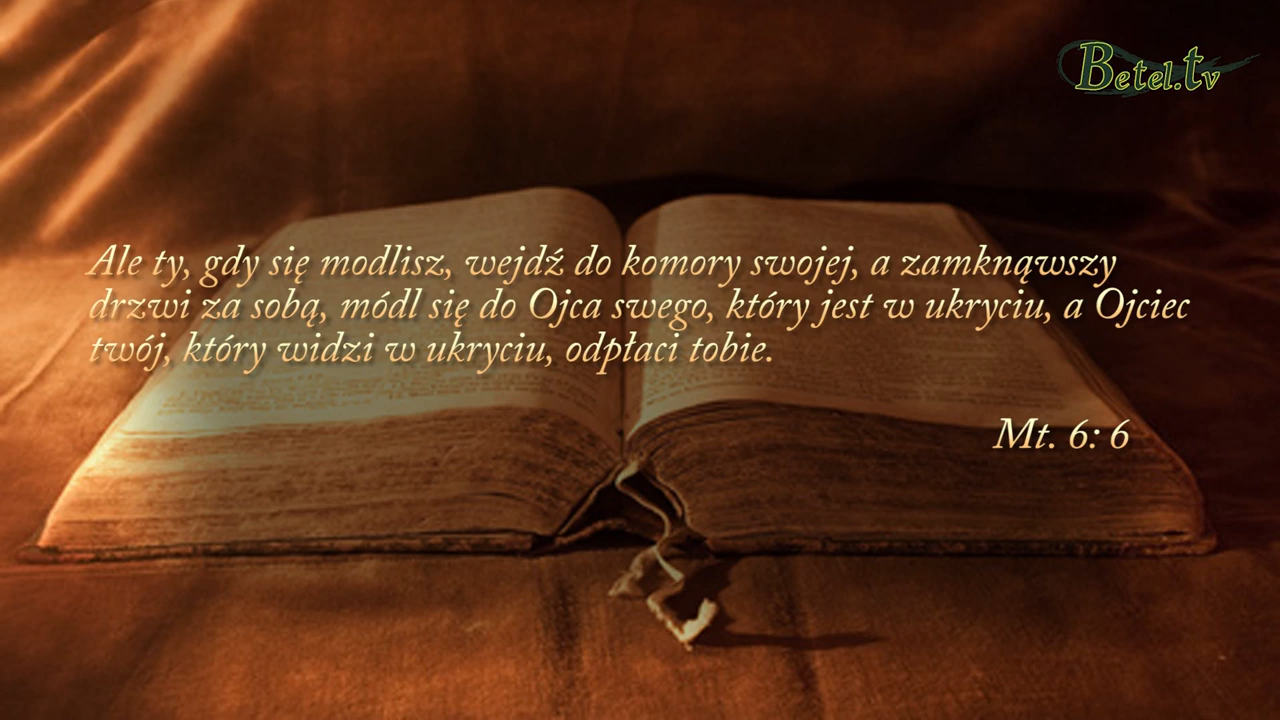 Betel.tv
Ale ty, gdy się modlisz, wejdź do komory swojej, a zamknąwszy
drzwi za sobą, módl się do Ojca swego, który jest w ukryciu, a Ojciec
twój, który widzi w ukryciu, odpłaci tobie.
Mt. 6: 6